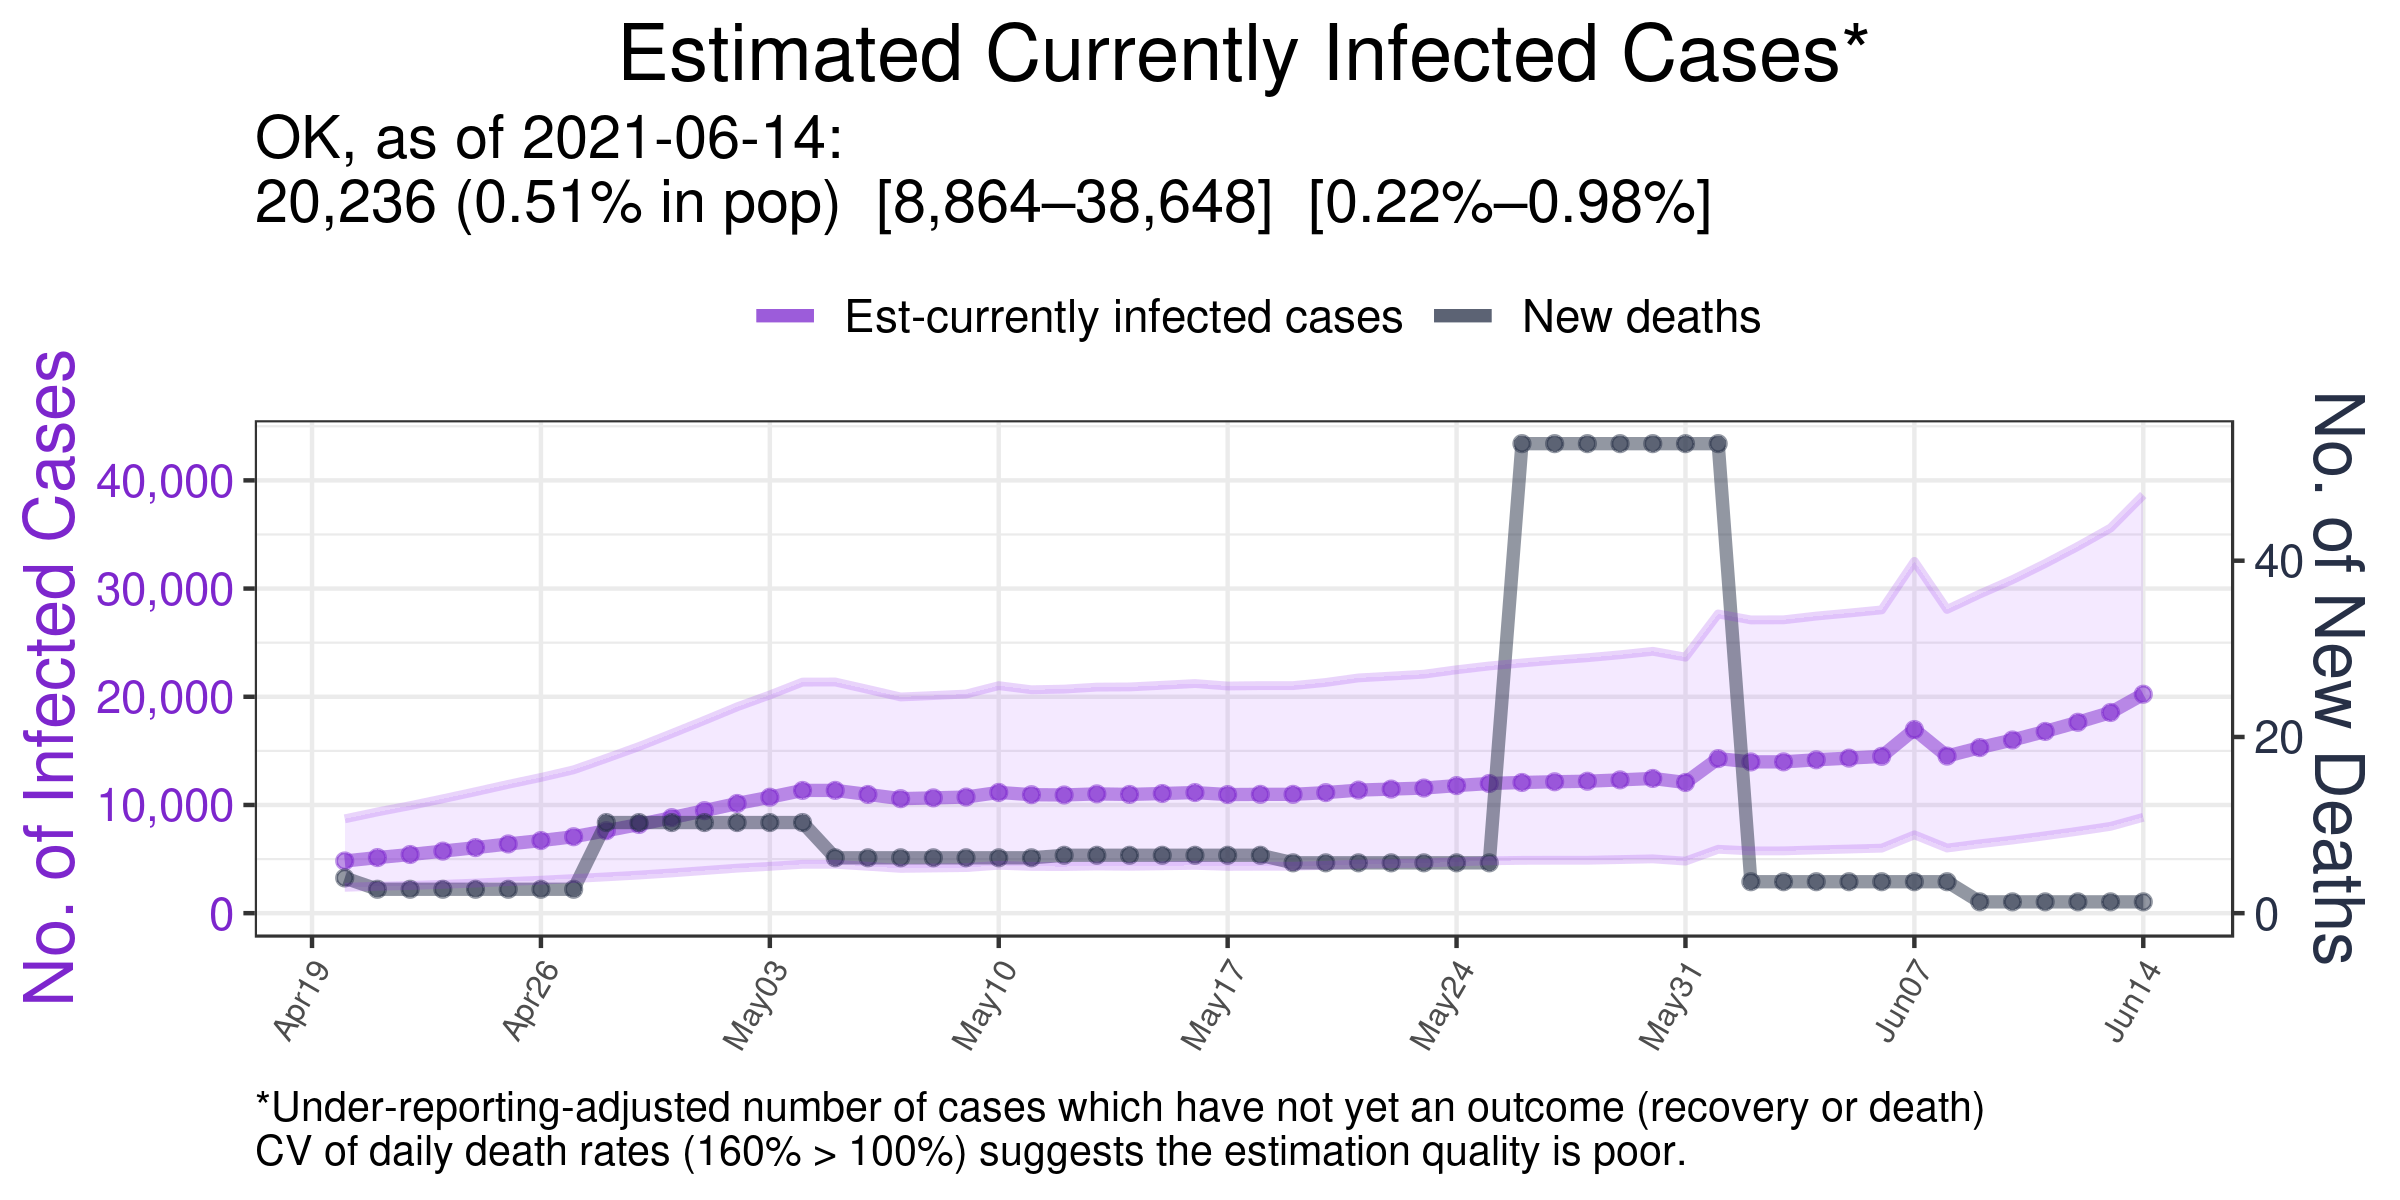 Estimated Currently Infected Cases*
OK, as of 2021-06-14:
20,236 (0.51% in pop)  [8,864–38,648]  [0.22%–0.98%]
Est-currently infected cases
New deaths
No. of Infected Cases
40,000
30,000
20,000
10,000
0
No. of New Deaths
40
20
0
Apr19
Apr26
May03
May10
May17
May24
May31
Jun07
Jun14
*Under-reporting-adjusted number of cases which have not yet an outcome (recovery or death)
CV of daily death rates (160% > 100%) suggests the estimation quality is poor.